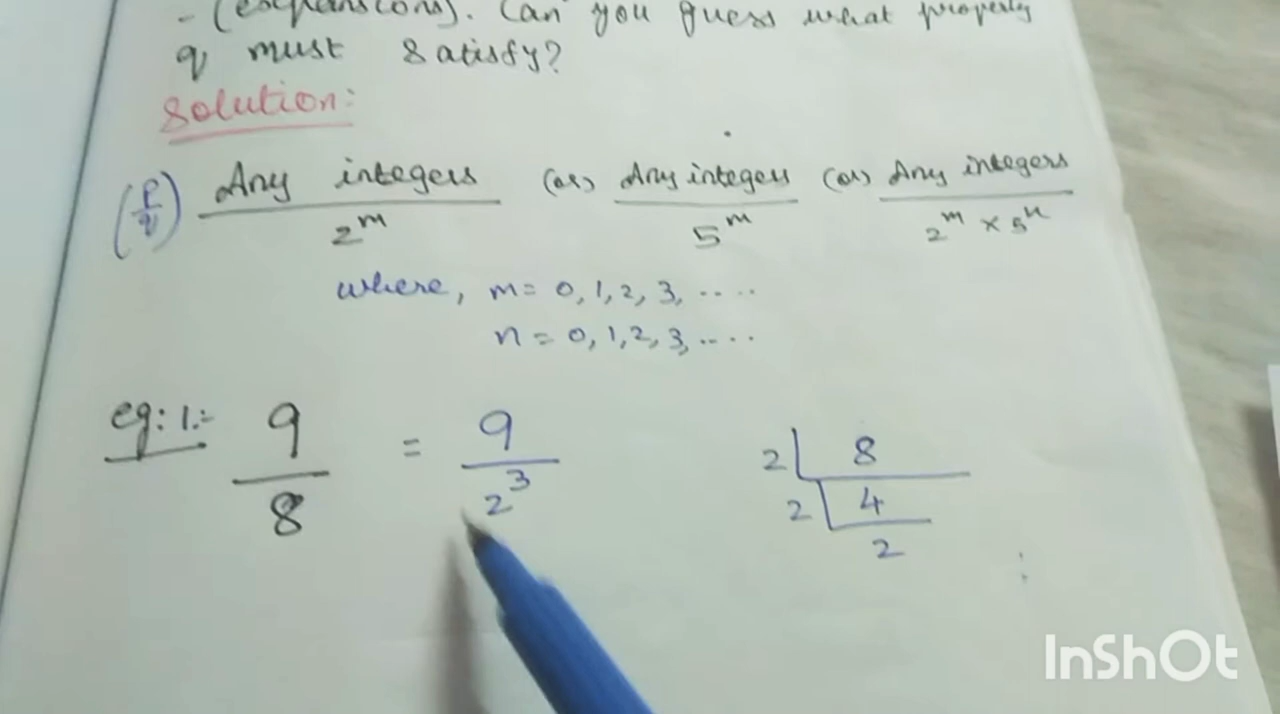 - (expansions). Can you guess what property
q must satisfy?
Solution:
(p/q) Any integers / 2^m (or) Any integers / 5^m (or) Any integers / 2^m × 5^n
where, m = 0, 1, 2, 3, ....
n = 0, 1, 2, 3, ....
eg: 1:- 9/8 = 9/2^3
2 | 8
2 | 4
2
InShOt